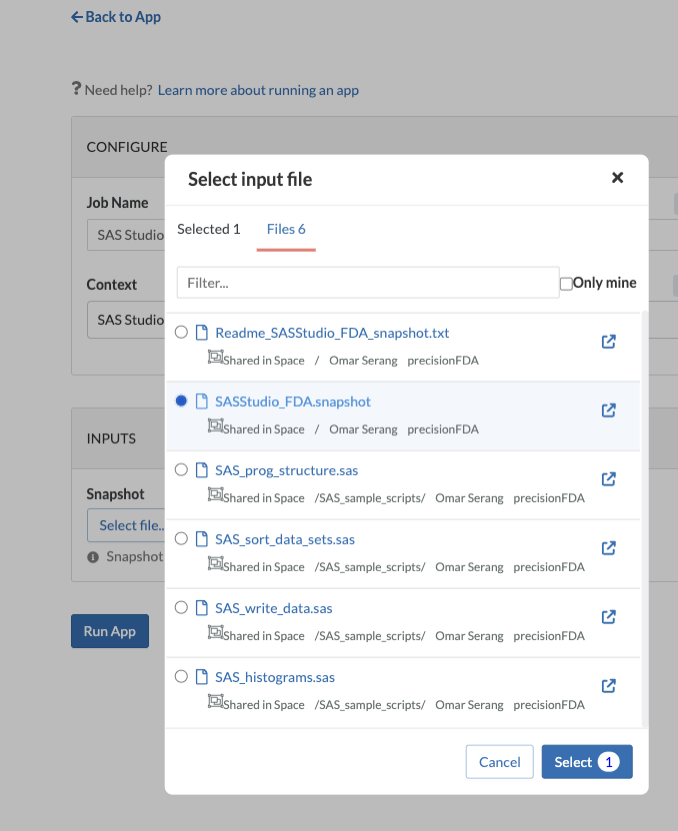 Back to App
? Need help? Learn more about running an app
CONFIGURE
Job Name
SAS Studio
Context
SAS Studio
INPUTS
Snapshot
Select file..
Snapshot
Run App
Select input file
Selected 1 Files 6
Filter... Only mine
Readme_SASStudio_FDA_snapshot.txt
Shared in Space / Omar Serang precisionFDA
SASStudio_FDA.snapshot
Shared in Space / Omar Serang precisionFDA
SAS_prog_structure.sas
Shared in Space /SAS_sample_scripts/ Omar Serang precisionFDA
SAS_sort_data_sets.sas
Shared in Space /SAS_sample_scripts/ Omar Serang precisionFDA
SAS_write_data.sas
Shared in Space /SAS_sample_scripts/ Omar Serang precisionFDA
SAS_histograms.sas
Shared in Space /SAS_sample_scripts/ Omar Serang precisionFDA
Cancel Select 1